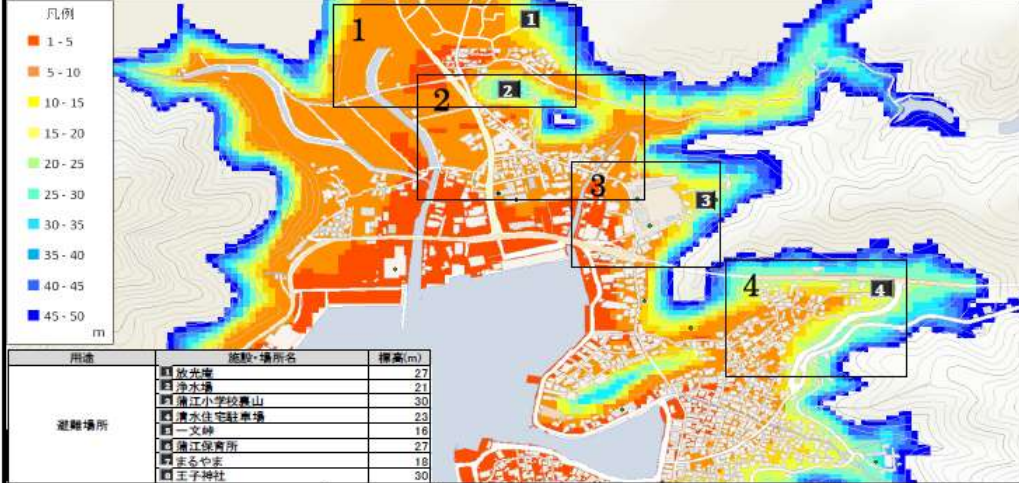 凡例
1 - 5
5 - 10
10 - 15
15 - 20
20 - 25
25 - 30
30 - 35
35 - 40
40 - 45
45 - 50
m
1
1
2
2
3
3
4
4
用途 施設・場所名 標高(m)
避難場所
1 放光庵 27
2 浄水場 21
3 蒲江小学校裏山 30
4 清水住宅駐車場 23
5 一文峠 16
6 蒲江保育所 27
7 まるやま 18
8 王子神社 30